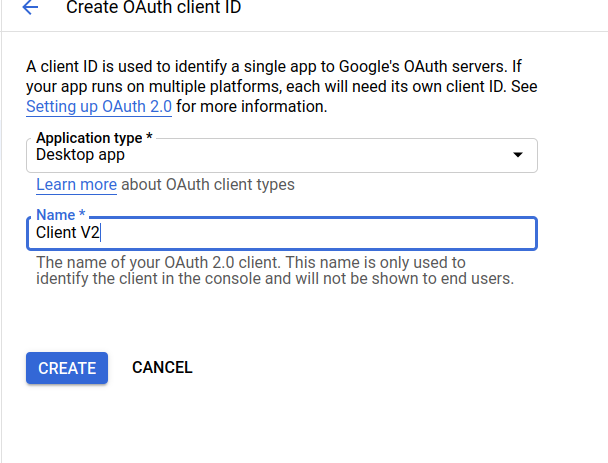 Create OAuth client ID
A client ID is used to identify a single app to Google's OAuth servers. If
your app runs on multiple platforms, each will need its own client ID. See
Setting up OAuth 2.0 for more information.
Application type *
Desktop app
Learn more about OAuth client types
Name *
Client V2
The name of your OAuth 2.0 client. This name is only used to
identify the client in the console and will not be shown to end users.
CREATE CANCEL